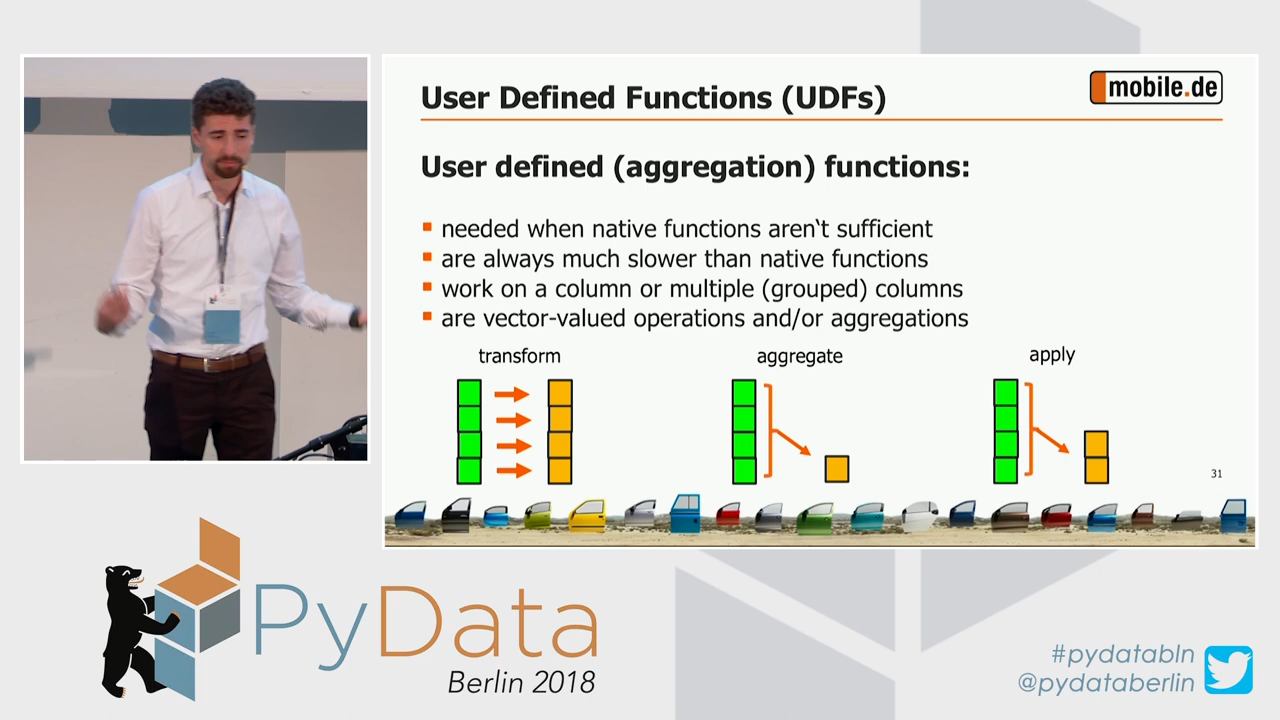 User Defined Functions (UDFs)
mobile.de
User defined (aggregation) functions:
needed when native functions aren‘t sufficient
are always much slower than native functions
work on a column or multiple (grouped) columns
are vector-valued operations and/or aggregations
transform
aggregate
apply
31
PyData
Berlin 2018
#pydatabln
@pydataberlin